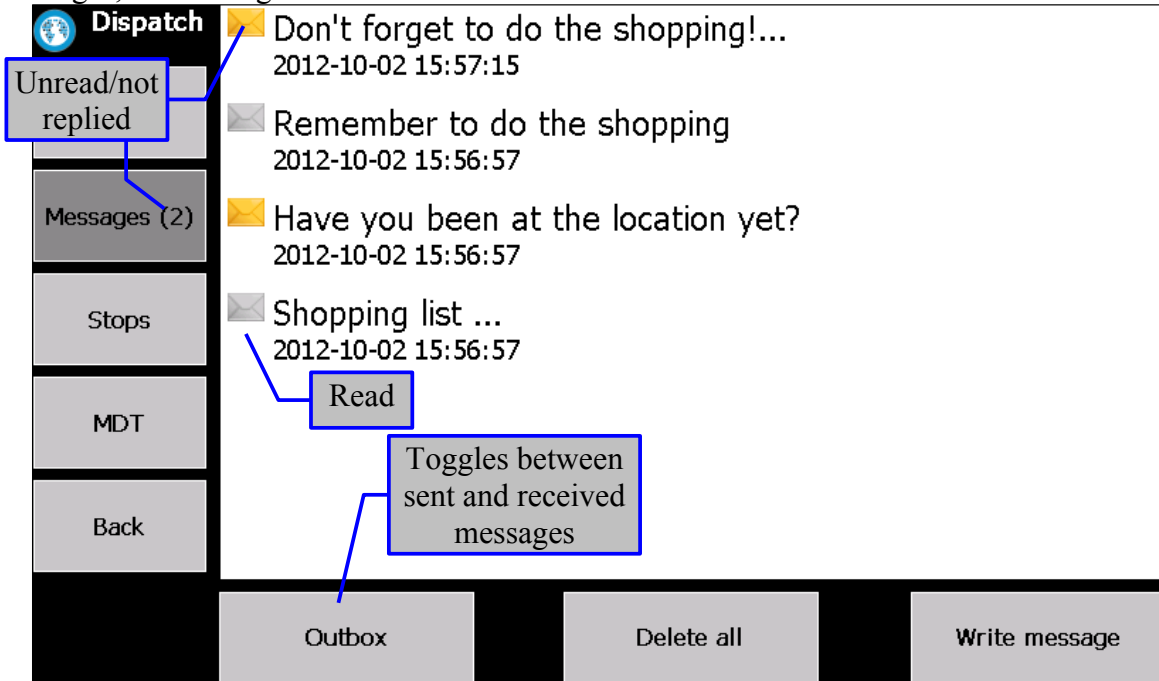 Dispatch
Unread/not
replied
Messages (2)
Stops
MDT
Back
Don't forget to do the shopping!...
2012-10-02 15:57:15
Remember to do the shopping
2012-10-02 15:56:57
Have you been at the location yet?
2012-10-02 15:56:57
Shopping list ...
2012-10-02 15:56:57
Read
Toggles between
sent and received
messages
Outbox
Delete all
Write message